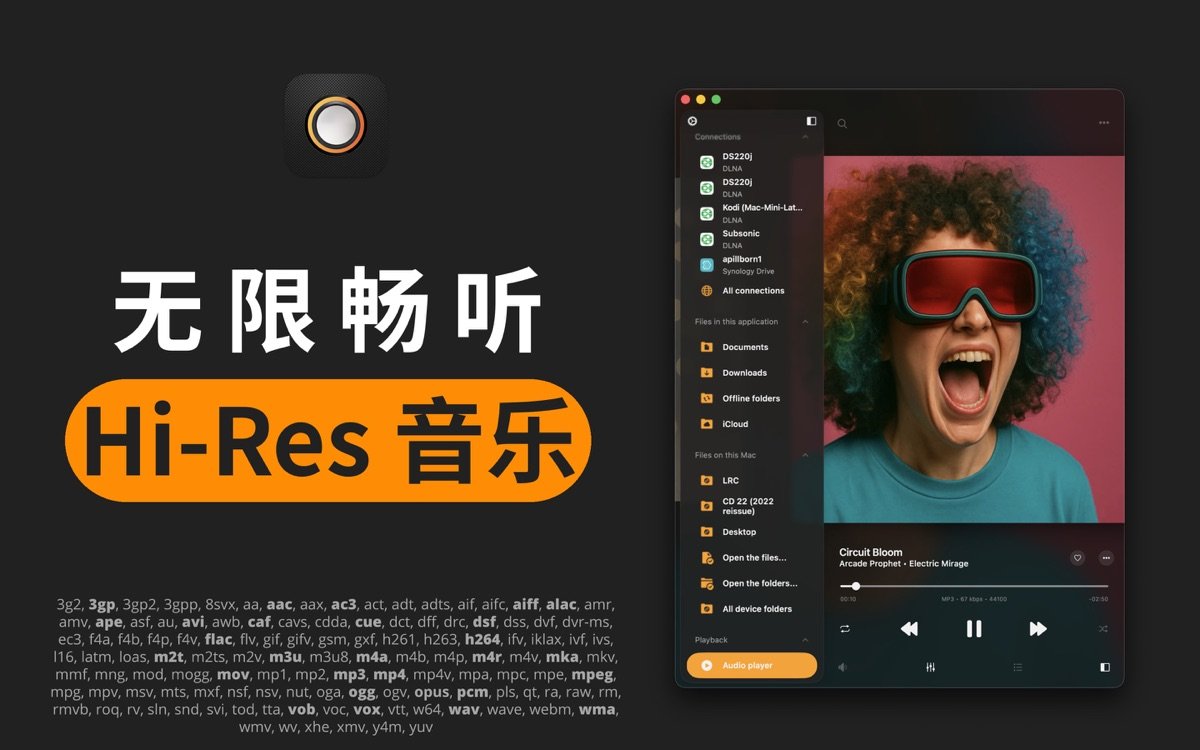 无限畅听
Hi-Res 音乐
3g2, 3gp, 3gp2, 3gpp, 8svx, aa, aac, aax, ac3, act, adt, adts, aif, aifc, aiff, alac, amr,
amv, ape, asf, au, avi, awb, caf, cavs, cdda, cue, dct, dff, drc, dsf, dss, dvf, dvr-ms,
ec3, f4a, f4b, f4p, f4v, flac, flv, gif, gifv, gsm, gxf, h261, h263, h264, ifv, iklax, ivf, ivs,
l16, latm, loas, m2t, m2ts, m2v, m3u, m3u8, m4a, m4b, m4p, m4r, m4v, mka, mkv,
mmf, mng, mod, mogg, mov, mp1, mp2, mp3, mp4, mp4v, mpa, mpc, mpe, mpeg,
mpg, mpv, msv, mts, mxf, nsf, nsv, nut, oga, ogg, ogv, opus, pcm, pls, qt, ra, raw, rm,
rmvb, roq, rv, sln, snd, svi, tod, tta, vob, voc, vox, vtt, w64, wav, wave, webm, wma,
wmv, wv, xhe, xmv, y4m, yuv
Connections
DS220j
DLNA
DS220j
DLNA
Kodi (Mac-Mini-Lat...
DLNA
Subsonic
DLNA
apillborn1
Synology Drive
All connections
Files in this application
Documents
Downloads
Offline folders
iCloud
Files on this Mac
LRC
CD 22 (2022
reissue)
Desktop
Open the files...
Open the folders...
All device folders
Playback
Audio player
Circuit Bloom
Arcade Prophet • Electric Mirage
00:10
MP3 • 67 kbps • 44100
-02:50